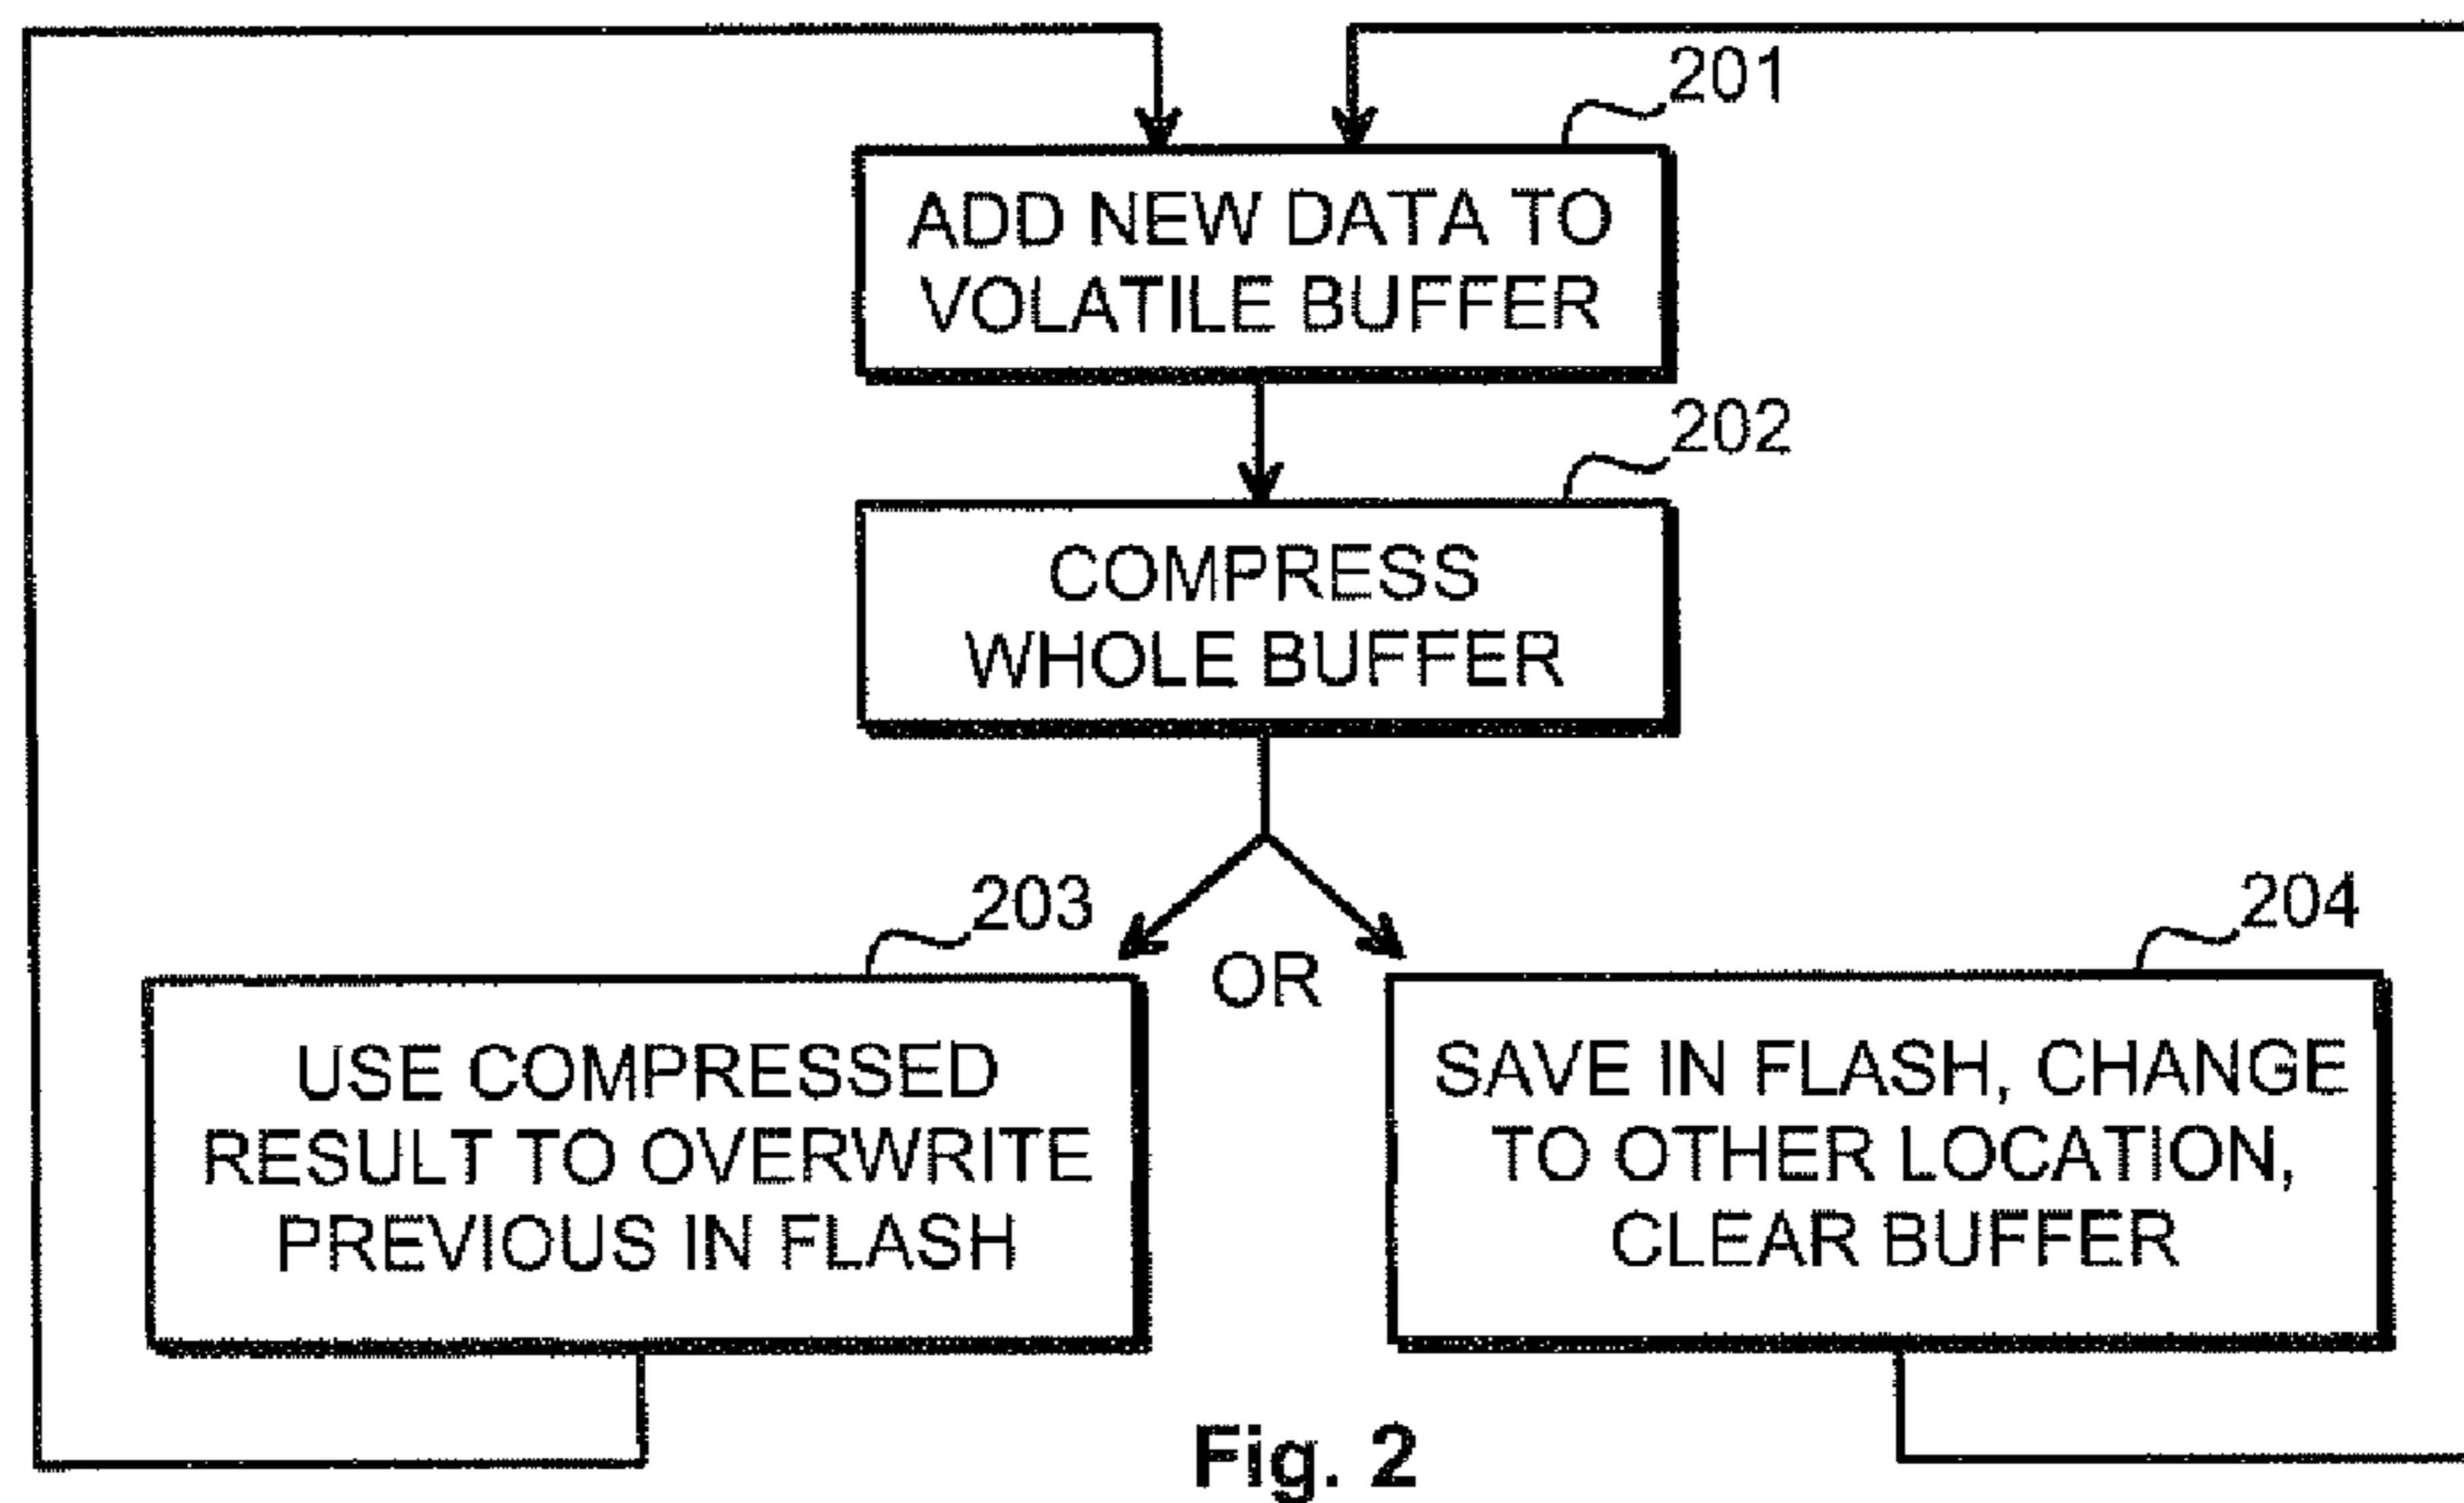 201
ADD NEW DATA TO
VOLATILE BUFFER
202
COMPRESS
WHOLE BUFFER
203
OR
204
USE COMPRESSED
RESULT TO OVERWRITE
PREVIOUS IN FLASH
SAVE IN FLASH, CHANGE
TO OTHER LOCATION,
CLEAR BUFFER
Fig. 2